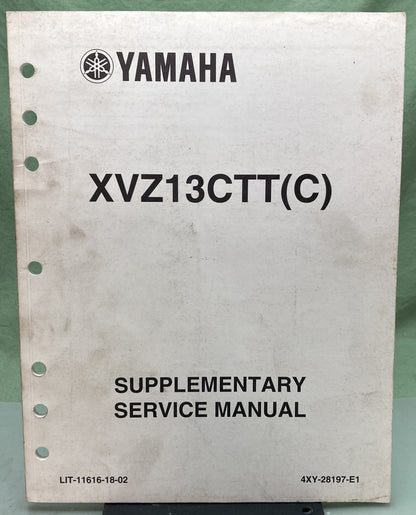 YAMAHA
XVZ13CTT(C)
SUPPLEMENTARY
SERVICE MANUAL
LIT-11616-18-02 4XY-28197-E1